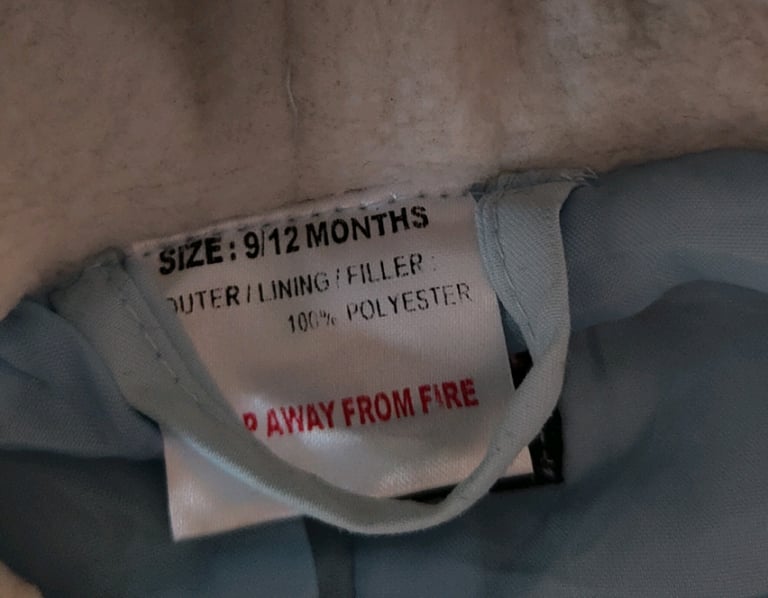 SIZE : 9/12 MONTHS
OUTER / LINING / FILLER :
100% POLYESTER
P AWAY FROM FIRE